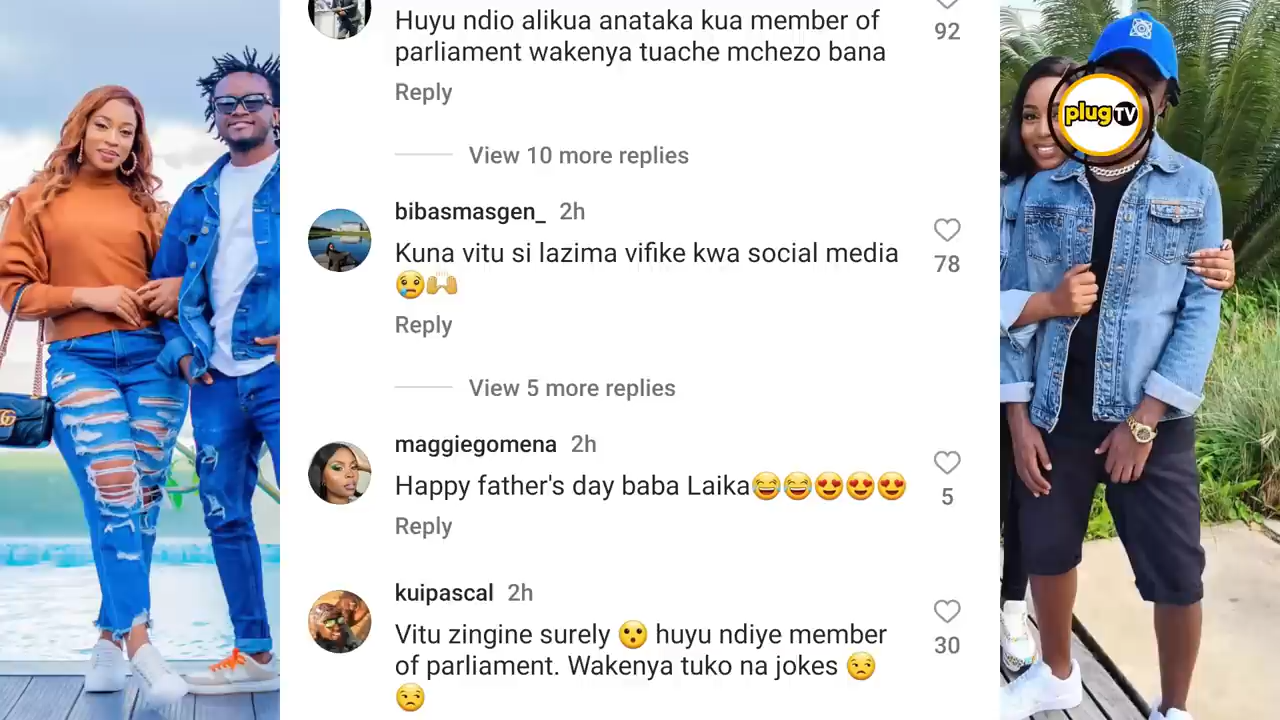 Huyu ndio alikua anataka kua member of
92
parliament wakenya tuache mchezo bana
Reply
View 10 more replies
bibasmasgen_ 2h
Kuna vitu si lazima vifike kwa social media
78
😢🙌🏼
Reply
View 5 more replies
maggiegomena 2h
Happy father's day baba Laika😂😂😍😍😍
5
Reply
kuipascal 2h
Vitu zingine surely 😮 huyu ndiye member
30
of parliament. Wakenya tuko na jokes 😒
😒
plug TV